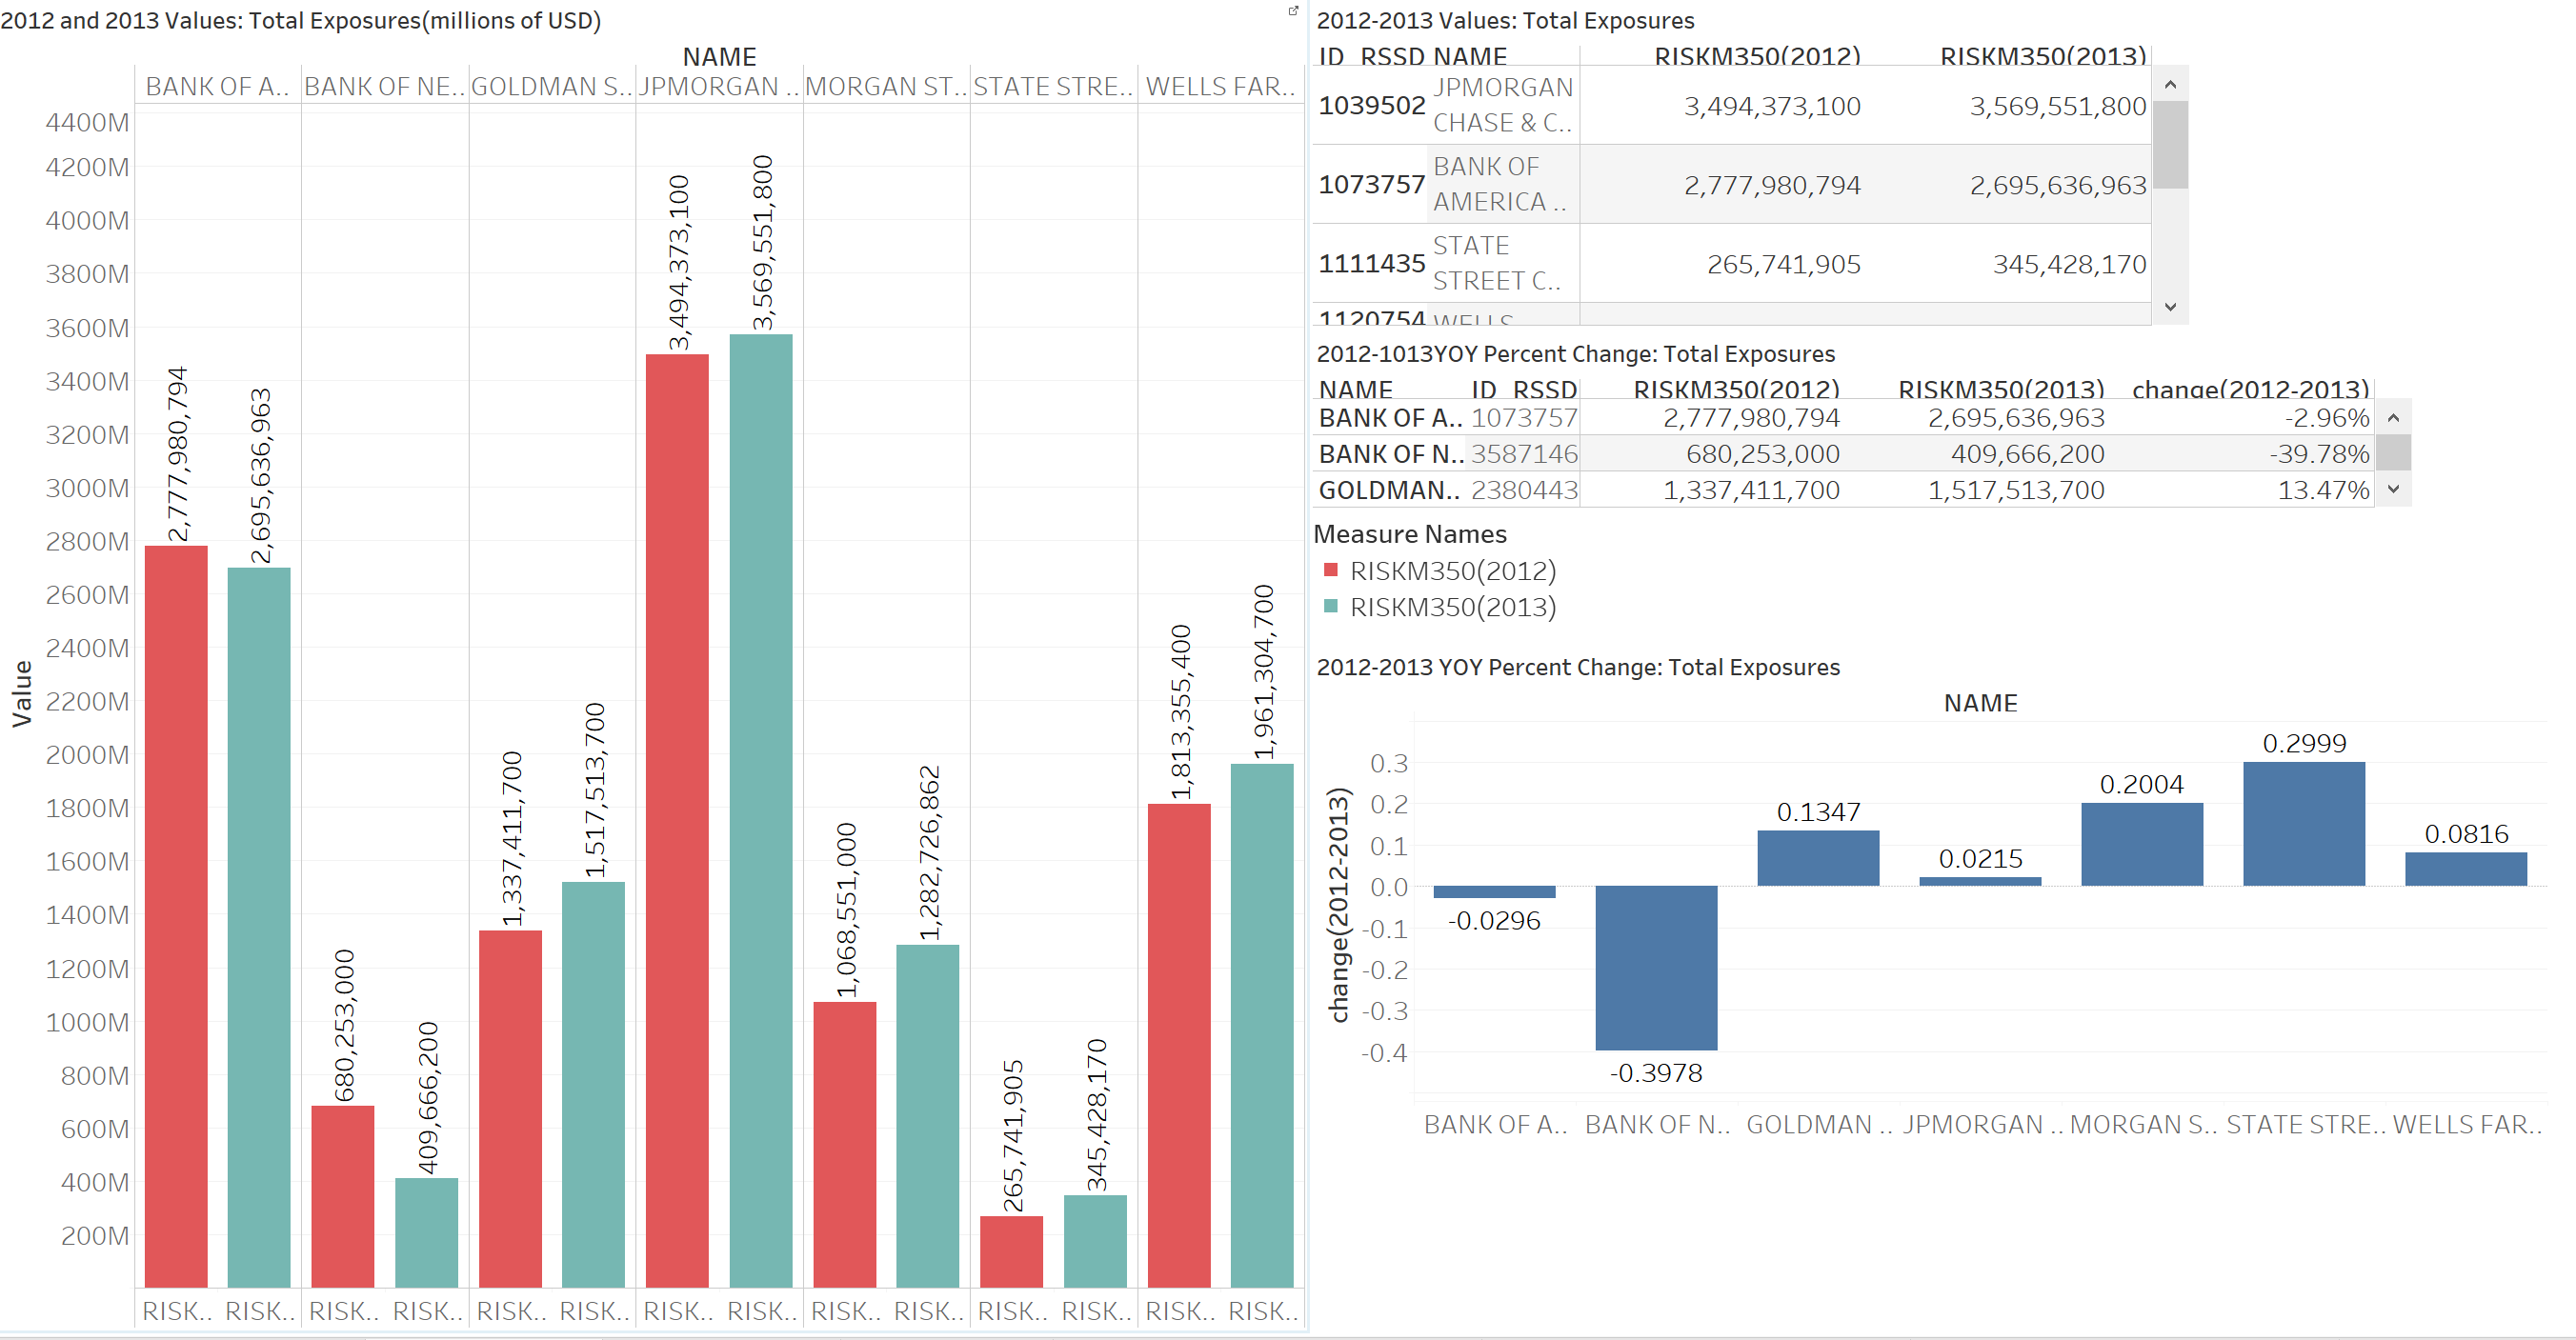 2012 and 2013 Values: Total Exposures(millions of USD)
NAME
BANK OF A.. BANK OF NE.. GOLDMAN S.. JPMORGAN .. MORGAN ST.. STATE STRE.. WELLS FAR..
4400M
4200M
4000M
3800M
3600M
3400M
3200M
3000M
2800M
2600M
2400M
2200M
2000M
1800M
1600M
1400M
1200M
1000M
800M
600M
400M
200M
Value
2,777,980,794
2,695,636,963
680,253,000
409,666,200
1,337,411,700
1,517,513,700
3,494,373,100
3,569,551,800
1,068,551,000
1,282,726,862
265,741,905
345,428,170
1,813,355,400
1,961,304,700
RISK.. RISK.. RISK.. RISK.. RISK.. RISK.. RISK.. RISK.. RISK.. RISK.. RISK.. RISK.. RISK.. RISK..
2012-2013 Values: Total Exposures
ID_RSSD NAME RISKM350(2012) RISKM350(2013)
1039502 JPMORGAN CHASE & C.. 3,494,373,100 3,569,551,800
1073757 BANK OF AMERICA .. 2,777,980,794 2,695,636,963
1111435 STATE STREET C.. 265,741,905 345,428,170
1120754 WELLS
2012-1013YOY Percent Change: Total Exposures
NAME ID_RSSD RISKM350(2012) RISKM350(2013) change(2012-2013)
BANK OF A.. 1073757 2,777,980,794 2,695,636,963 -2.96%
BANK OF N.. 3587146 680,253,000 409,666,200 -39.78%
GOLDMAN.. 2380443 1,337,411,700 1,517,513,700 13.47%
Measure Names
RISKM350(2012)
RISKM350(2013)
2012-2013 YOY Percent Change: Total Exposures
NAME
change(2012-2013)
0.3
0.2
0.1
0.0
-0.1
-0.2
-0.3
-0.4
-0.0296
-0.3978
0.1347
0.0215
0.2004
0.2999
0.0816
BANK OF A.. BANK OF N.. GOLDMAN .. JPMORGAN .. MORGAN S.. STATE STRE.. WELLS FAR..